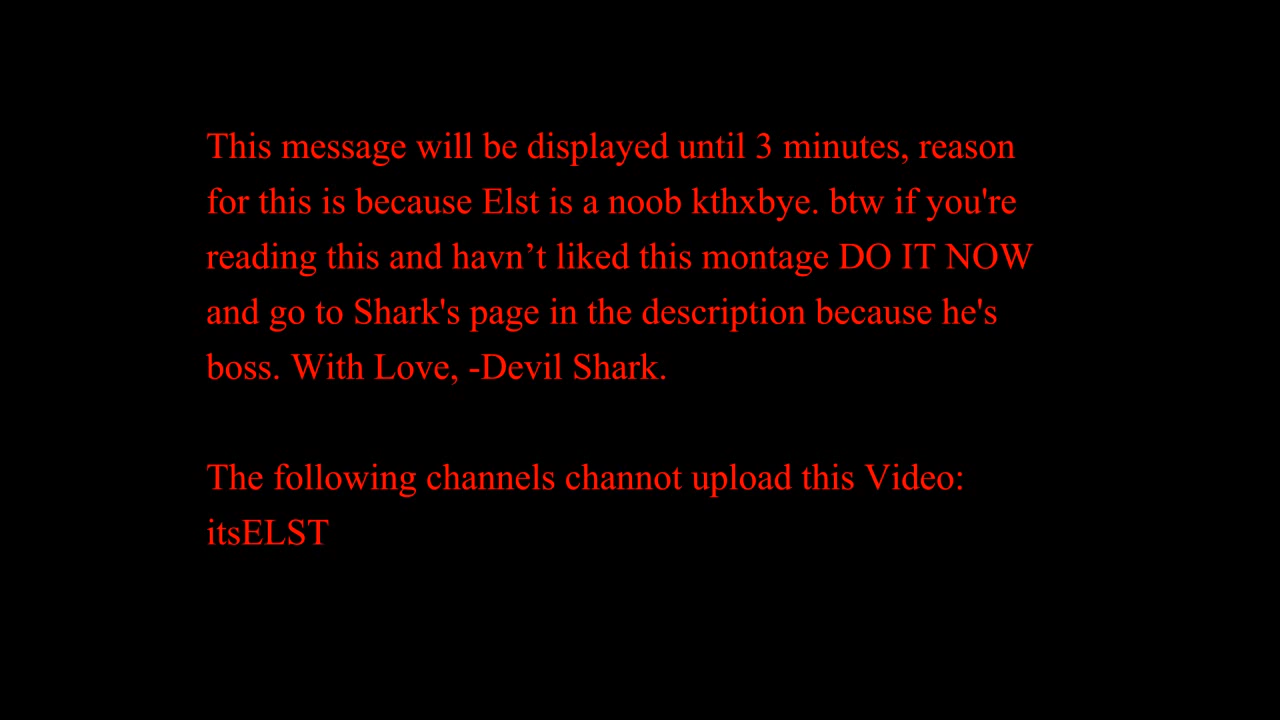 This message will be displayed until 3 minutes, reason
for this is because Elst is a noob kthxbye. btw if you're
reading this and havn’t liked this montage DO IT NOW
and go to Shark's page in the description because he's
boss. With Love, -Devil Shark.
The following channels channot upload this Video:
itsELST